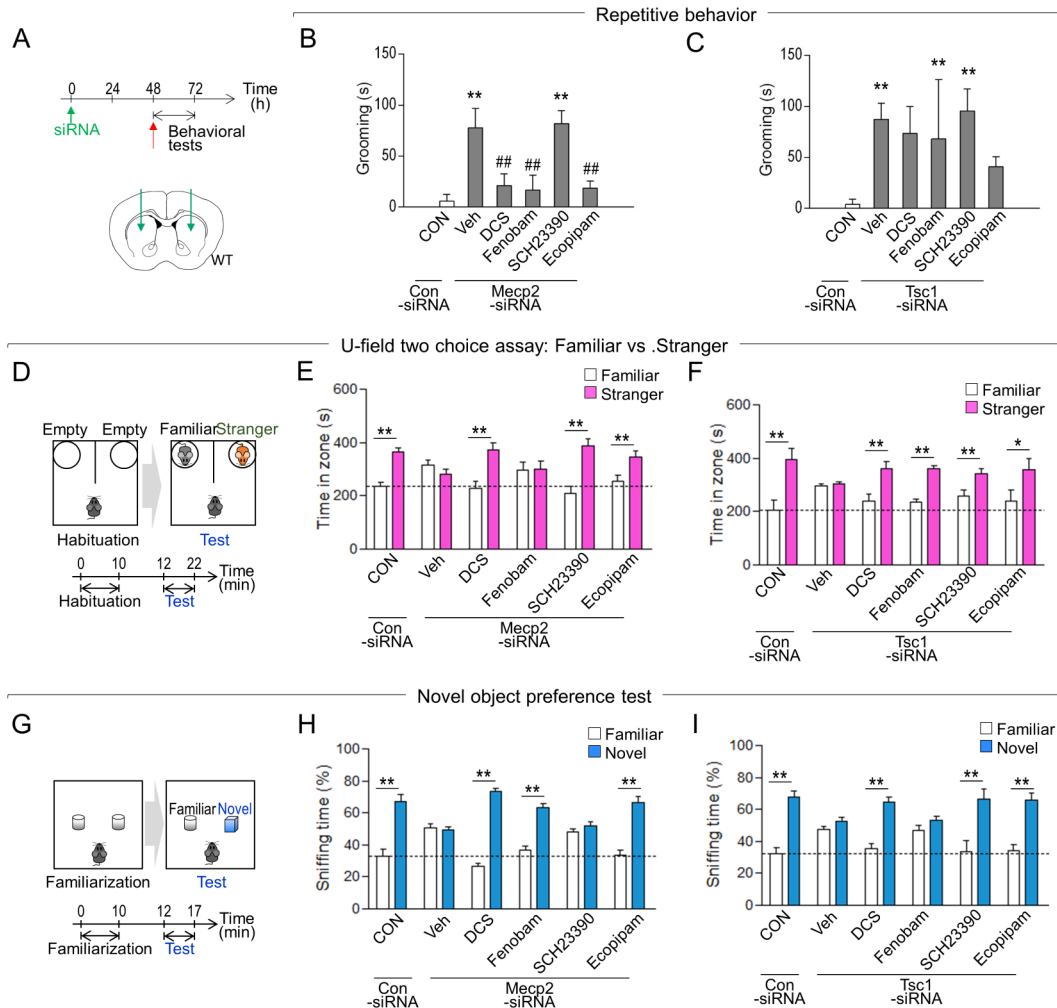 Repetitive behavior
A
0 24 48 72 Time
(h)
siRNA
Behavioral
tests
WT
B
150
100
50
0
Grooming (s)
**
##
##
**
##
CON
Veh
DCS
Fenobam
SCH23390
Ecopipam
Con
-siRNA
Mecp2
-siRNA
C
150
100
50
0
Grooming (s)
**
**
**
CON
Veh
DCS
Fenobam
SCH23390
Ecopipam
Con
-siRNA
Tsc1
-siRNA
U-field two choice assay: Familiar vs .Stranger
D
Empty Empty
Familiar Stranger
Habituation
Test
0 10 12 22 Time
(min)
Habituation
Test
E
Familiar
Stranger
600
400
200
0
Time in zone (s)
**
**
**
**
CON
Veh
DCS
Fenobam
SCH23390
Ecopipam
Con
-siRNA
Mecp2
-siRNA
F
Familiar
Stranger
600
400
200
0
Time in zone (s)
**
**
**
**
*
CON
Veh
DCS
Fenobam
SCH23390
Ecopipam
Con
-siRNA
Tsc1
-siRNA
Novel object preference test
G
Familiar Novel
Familiarization
Test
0 10 12 17 Time
(min)
Familiarization
Test
H
Familiar
Novel
100
80
60
40
20
0
Sniffing time (%)
**
**
**
**
CON
Veh
DCS
Fenobam
SCH23390
Ecopipam
Con
-siRNA
Mecp2
-siRNA
I
Familiar
Novel
100
80
60
40
20
0
Sniffing time (%)
**
**
**
**
CON
Veh
DCS
Fenobam
SCH23390
Ecopipam
Con
-siRNA
Tsc1
-siRNA